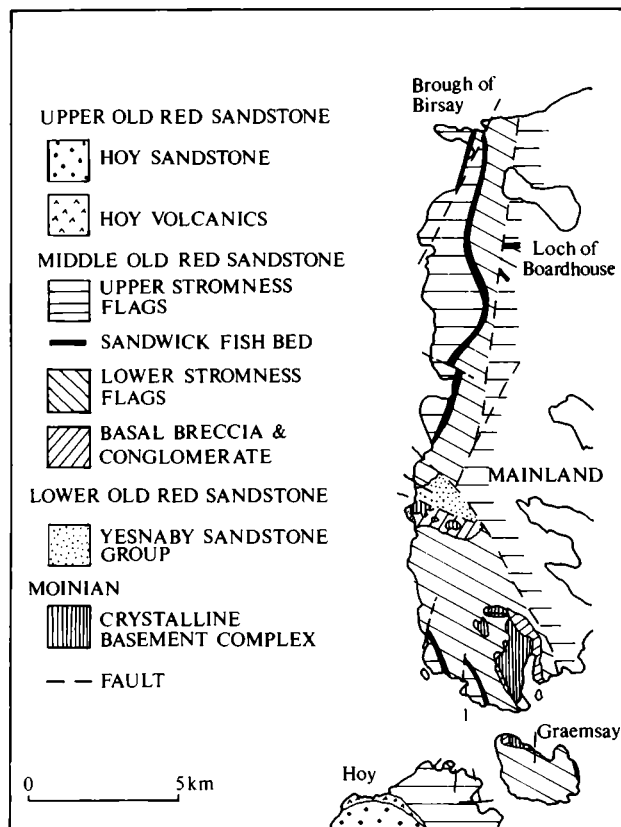 UPPER OLD RED SANDSTONE
HOY SANDSTONE
HOY VOLCANICS
MIDDLE OLD RED SANDSTONE
UPPER STROMNESS
FLAGS
SANDWICK FISH BED
LOWER STROMNESS
FLAGS
BASAL BRECCIA &
CONGLOMERATE
LOWER OLD RED SANDSTONE
YESNABY SANDSTONE
GROUP
MOINIAN
CRYSTALLINE
BASEMENT COMPLEX
FAULT
0 5km
Brough of
Birsay
Loch of
Boardhouse
MAINLAND
Graemsay
Hoy